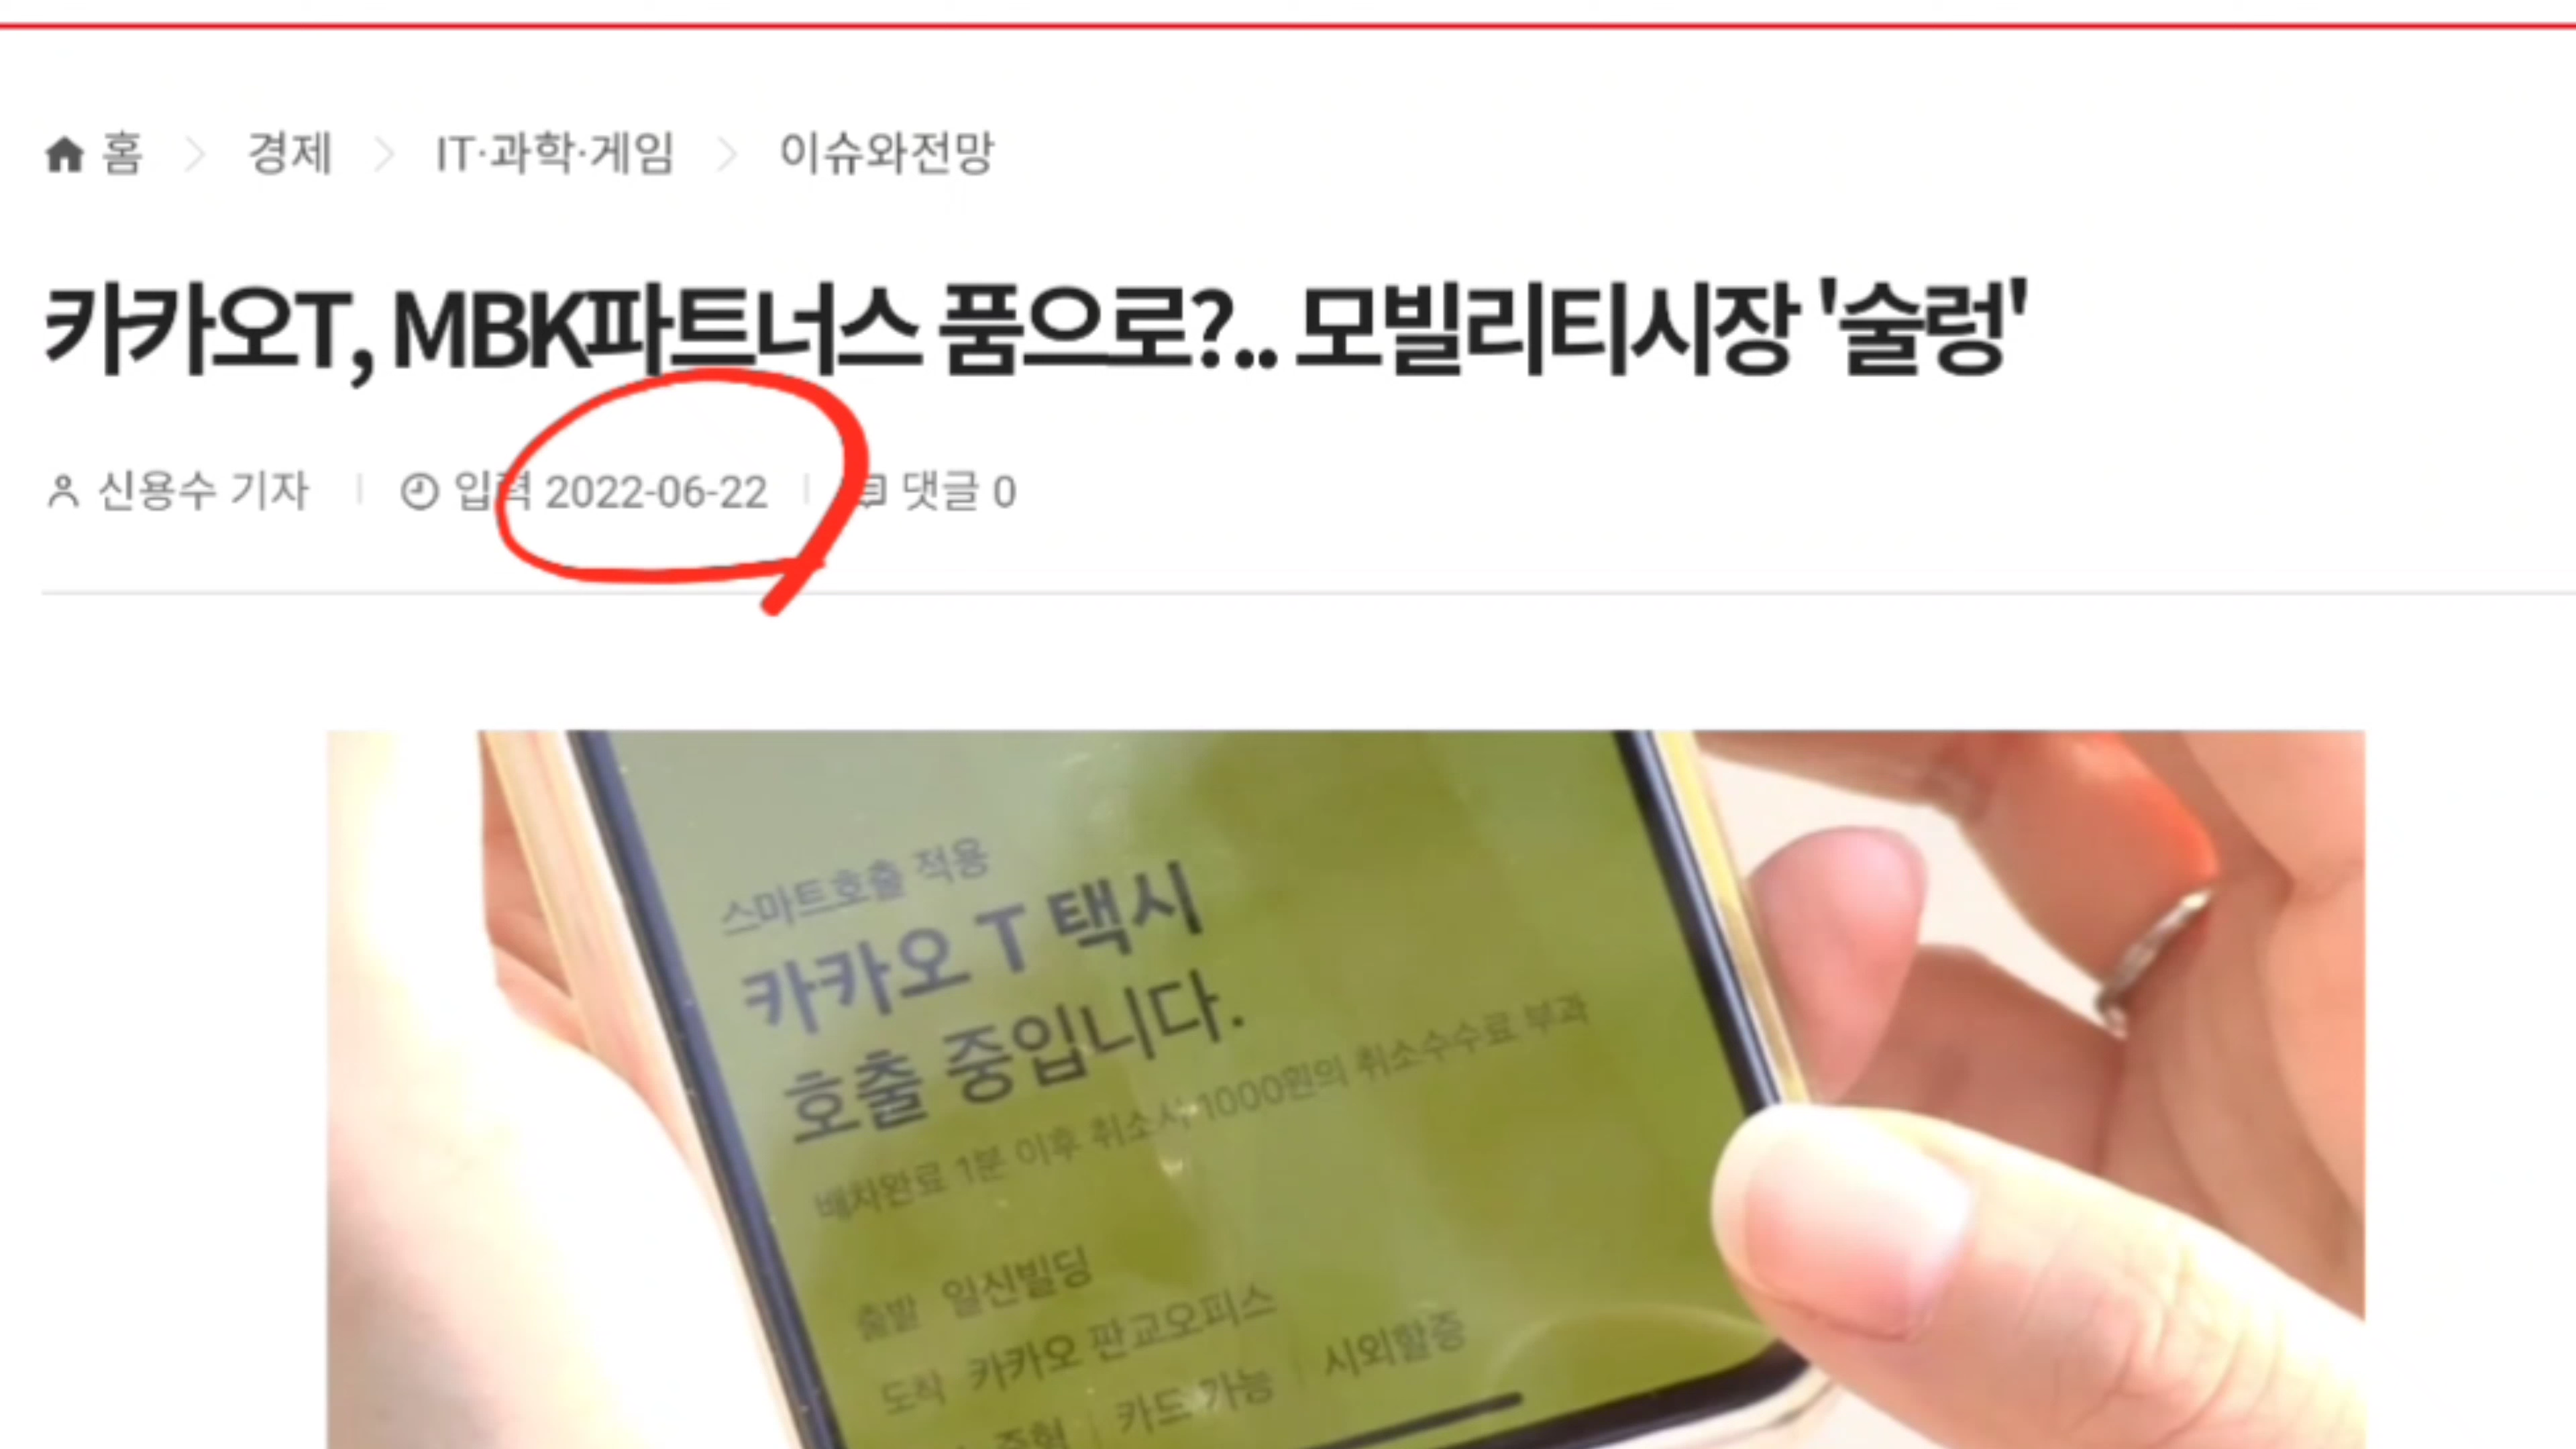 홈 > 경제 > IT·과학·게임 > 이슈와전망
카카오T, MBK파트너스 품으로?.. 모빌리티시장 '술렁'
신용수 기자 | 입력 2022-06-22 | 댓글 0
스마트호출 적용
카카오 T 택시
호출 중입니다.
배차완료 1분 이후 취소시 1000원의 취소수수료 부과
출발 일신빌딩
도착 카카오 판교오피스
중형 | 카드 가능 | 시외할증